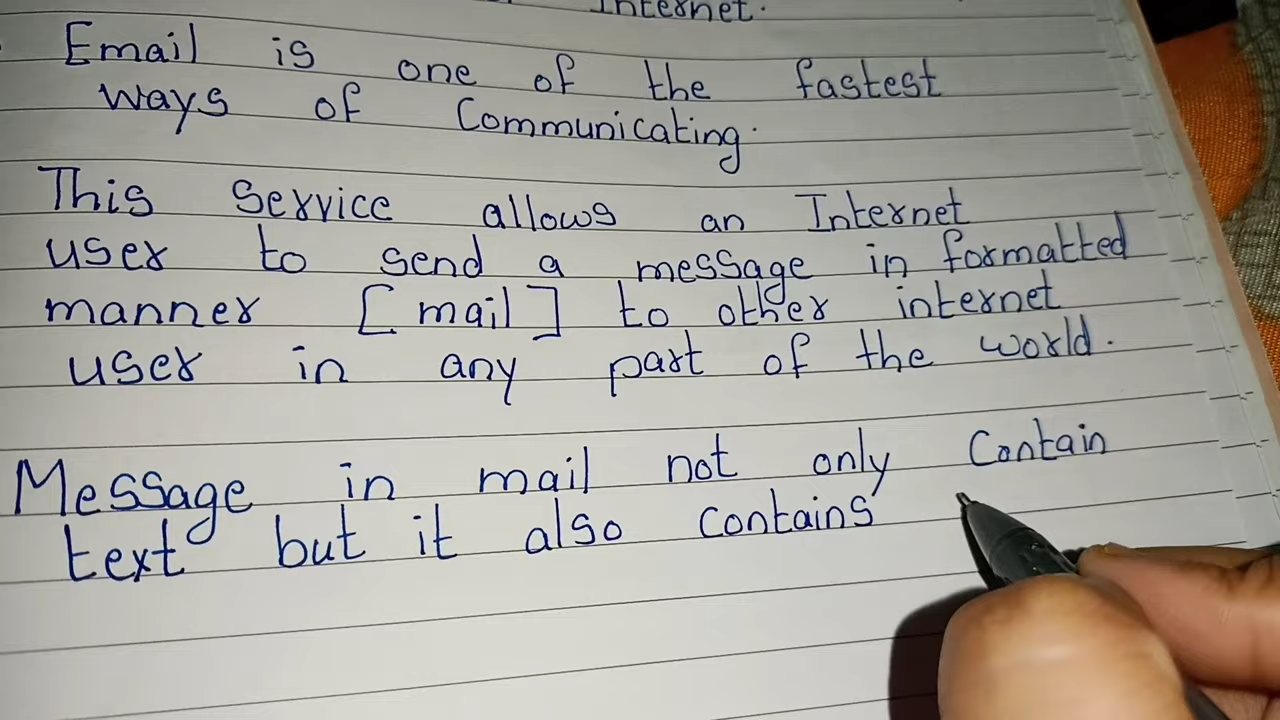 Internet.
Email is one of the fastest
ways of Communicating.
This Service allows an Internet
user to send a message in formatted
manner [mail] to other internet
user in any part of the world.
Message in mail not only Contain
text but it also contains